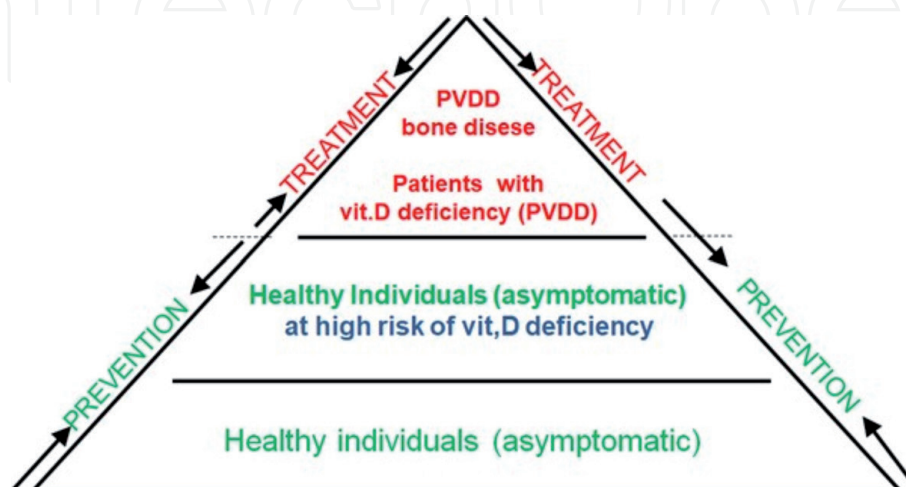 TREATMENT
TREATMENT
PVDD
bone disese
Patients with
vit.D deficiency (PVDD)
PREVENTION
PREVENTION
Healthy Individuals (asymptomatic)
at high risk of vit,D deficiency
Healthy individuals (asymptomatic)